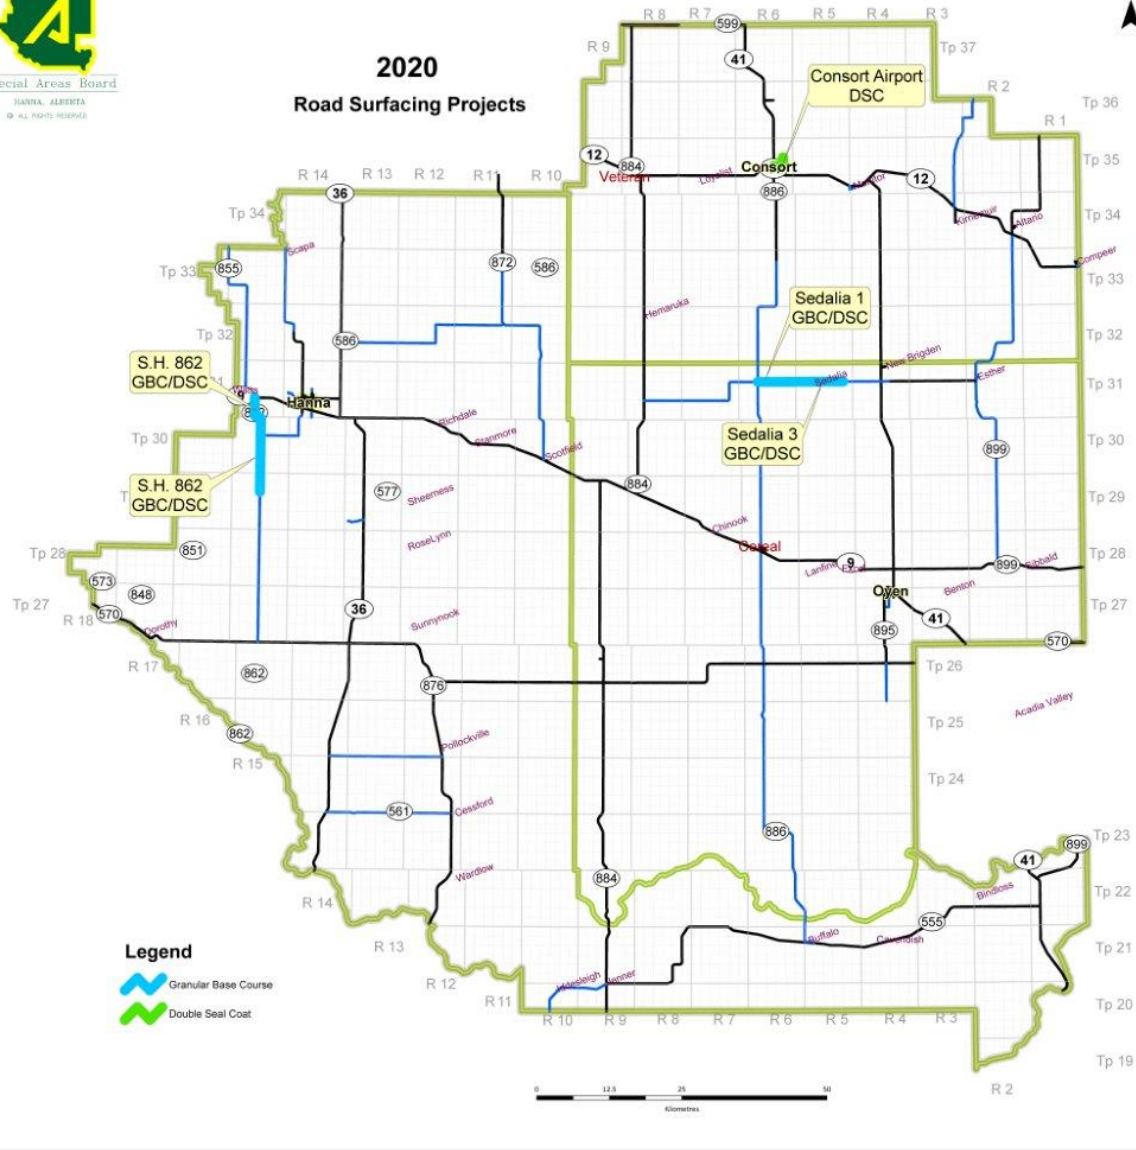 ecial Areas Board
HANNA, ALBERTA
© ALL RIGHTS RESERVED
2020
Road Surfacing Projects
R 8
R 7
599
R 6
R 5
R 4
R 3
R 9
41
Tp 37
Consort Airport
DSC
R 2
Tp 36
R 1
12
884
Consort
Tp 35
Veteran
Loyalist
Monitor
12
R 14
36
R 13
R 12
R 11
R 10
886
Tp 34
Kirriemuir
Altario
Tp 34
Scapa
Compeer
Tp 33
855
872
586
Tp 33
Sedalia 1
GBC/DSC
Hemaruka
Tp 32
586
Tp 32
S.H. 862
GBC/DSC
New Brigden
Sedalia
Esther
Tp 31
9
Hanna
Richdale
Stanmore
Scotfield
Tp 30
Sedalia 3
GBC/DSC
899
Tp 30
S.H. 862
GBC/DSC
577
Sheerness
884
Tp 29
Chinook
RoseLynn
Cereal
Tp 28
851
Lanfine
9
899
Sibbald
Tp 28
573
848
Oyen
Benton
Tp 27
570
36
Tp 27
R 18
Dorothy
Sunnynook
895
41
570
R 17
862
876
Tp 26
R 16
862
Pollockville
Acadia Valley
Tp 25
R 15
Tp 24
561
Cessford
886
Tp 23
899
41
Wardlow
884
Bindloss
Tp 22
R 14
555
R 13
Buffalo
Cavendish
Tp 21
Legend
R 12
Iddesleigh
Jenner
Granular Base Course
R 11
Tp 20
Double Seal Coat
R 10
R 9
R 8
R 7
R 6
R 5
R 4
R 3
Tp 19
R 2
0
12.5
25
50
Kilometres